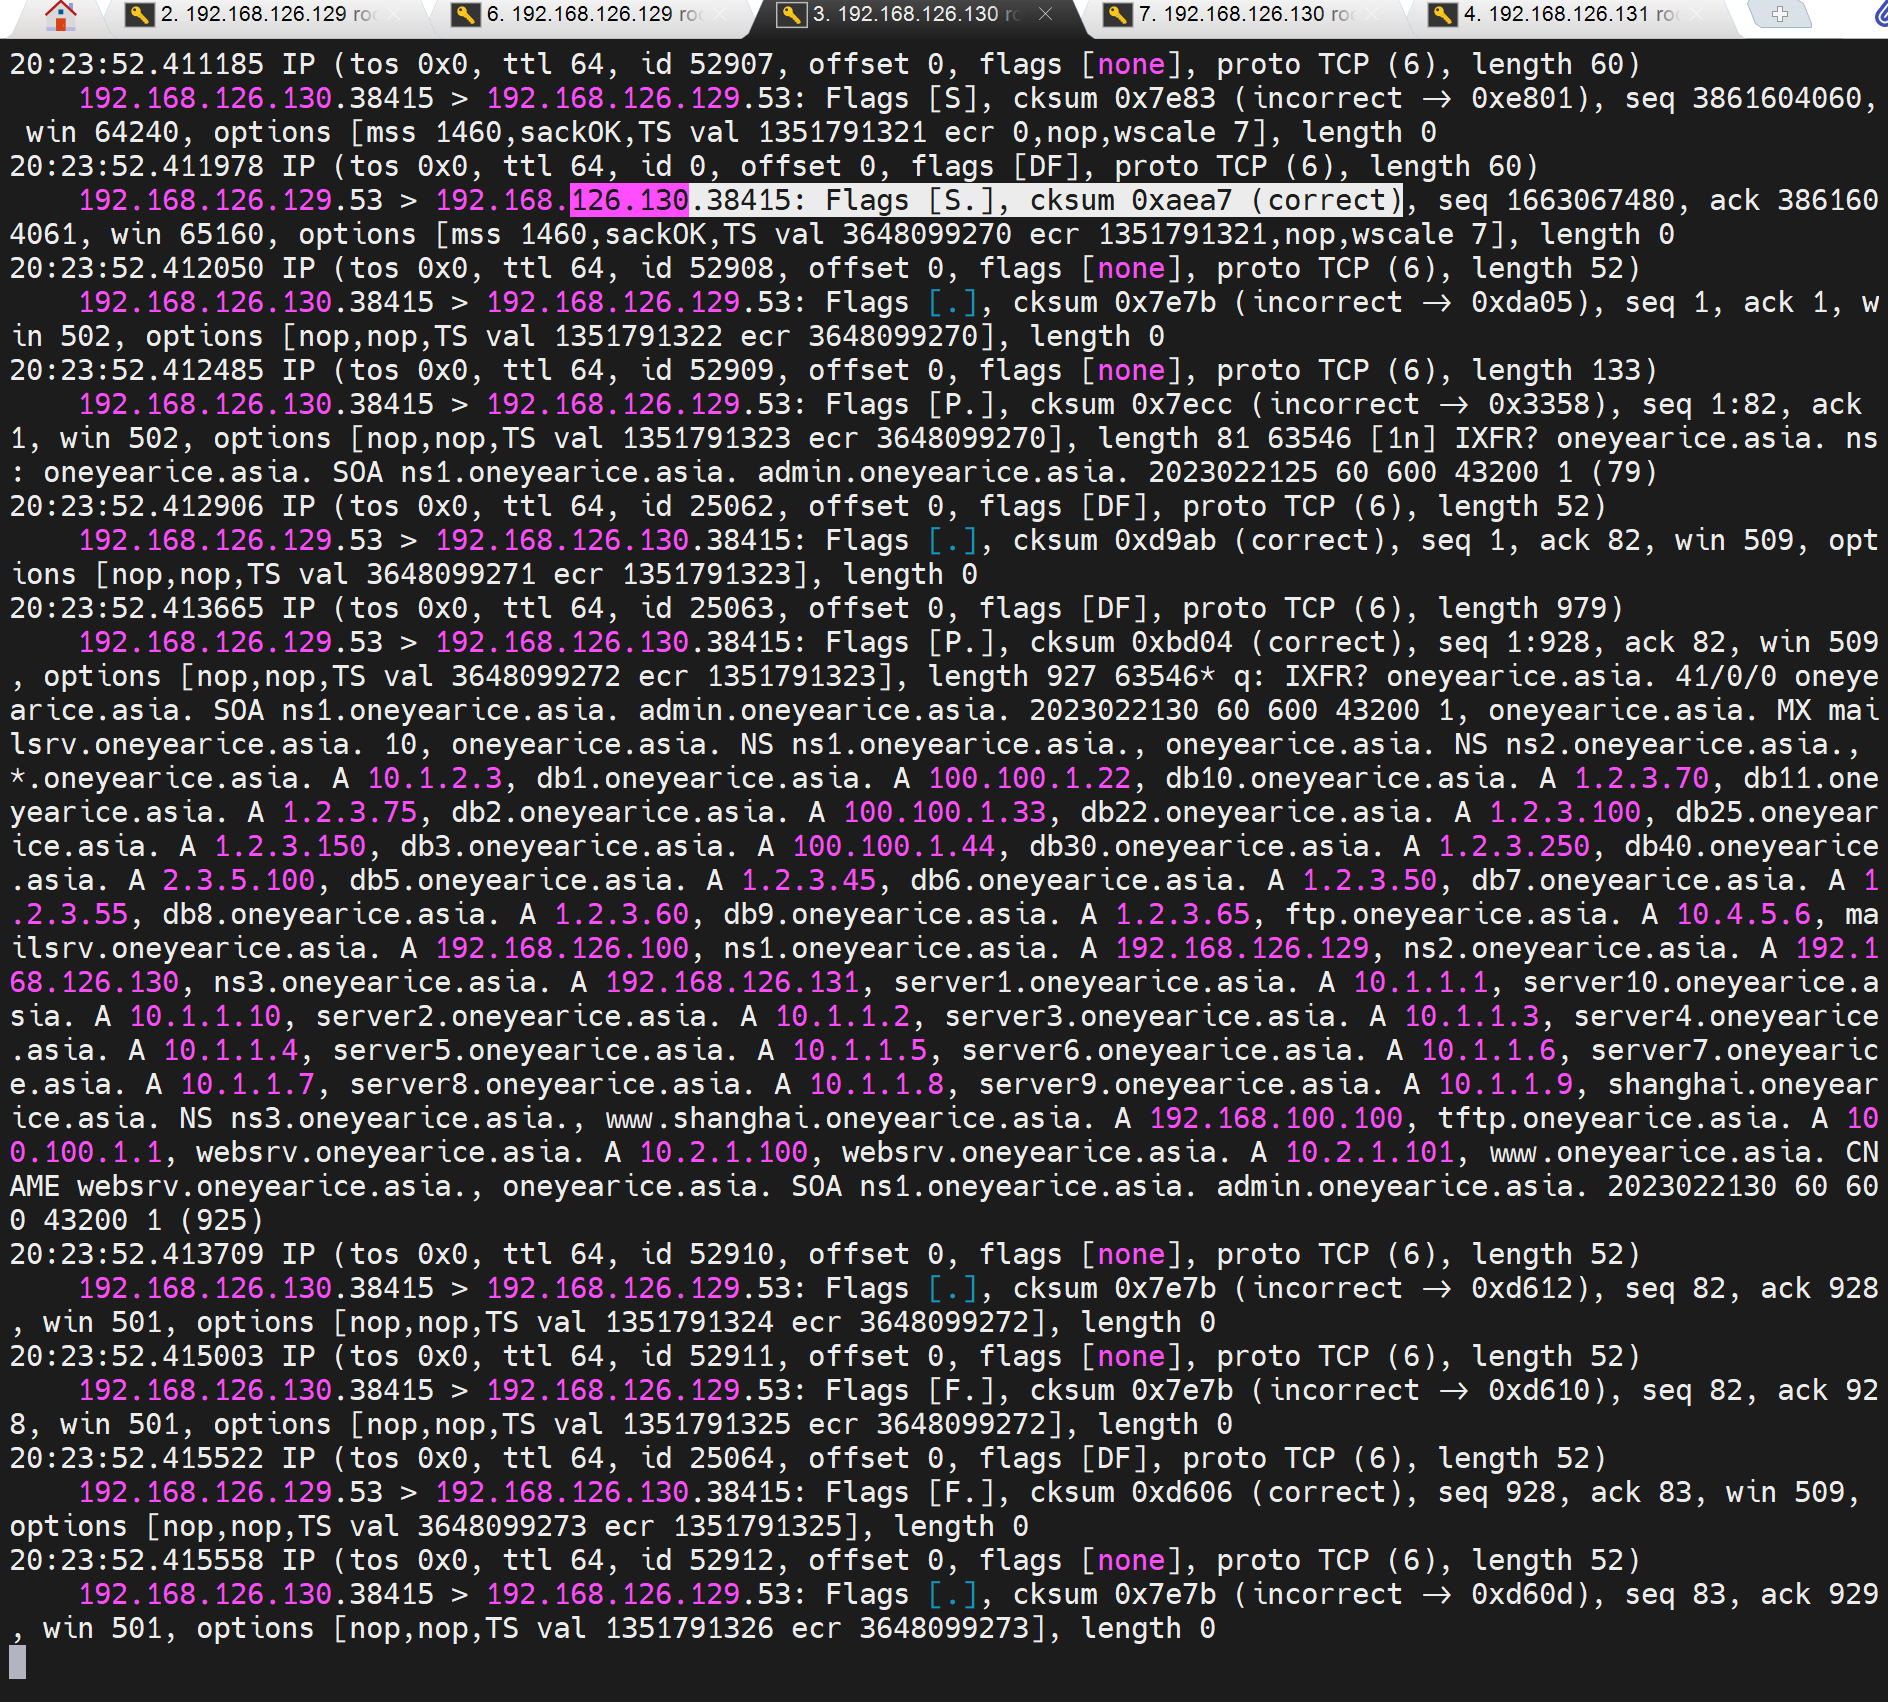 2. 192.168.126.129 ro
6. 192.168.126.129 ro
3. 192.168.126.130 ro
7. 192.168.126.130 ro
4. 192.168.126.131 ro
20:23:52.411185 IP (tos 0x0, ttl 64, id 52907, offset 0, flags [none], proto TCP (6), length 60)
    192.168.126.130.38415 > 192.168.126.129.53: Flags [S], cksum 0x7e83 (incorrect -> 0xe801), seq 3861604060,
 win 64240, options [mss 1460,sackOK,TS val 1351791321 ecr 0,nop,wscale 7], length 0
20:23:52.411978 IP (tos 0x0, ttl 64, id 0, offset 0, flags [DF], proto TCP (6), length 60)
    192.168.126.129.53 > 192.168.126.130.38415: Flags [S.], cksum 0xaea7 (correct), seq 1663067480, ack 386160
4061, win 65160, options [mss 1460,sackOK,TS val 3648099270 ecr 1351791321,nop,wscale 7], length 0
20:23:52.412050 IP (tos 0x0, ttl 64, id 52908, offset 0, flags [none], proto TCP (6), length 52)
    192.168.126.130.38415 > 192.168.126.129.53: Flags [.], cksum 0x7e7b (incorrect -> 0xda05), seq 1, ack 1, w
in 502, options [nop,nop,TS val 1351791322 ecr 3648099270], length 0
20:23:52.412485 IP (tos 0x0, ttl 64, id 52909, offset 0, flags [none], proto TCP (6), length 133)
    192.168.126.130.38415 > 192.168.126.129.53: Flags [P.], cksum 0x7ecc (incorrect -> 0x3358), seq 1:82, ack
1, win 502, options [nop,nop,TS val 1351791323 ecr 3648099270], length 81 63546 [1n] IXFR? oneyearice.asia. ns
: oneyearice.asia. SOA ns1.oneyearice.asia. admin.oneyearice.asia. 2023022125 60 600 43200 1 (79)
20:23:52.412906 IP (tos 0x0, ttl 64, id 25062, offset 0, flags [DF], proto TCP (6), length 52)
    192.168.126.129.53 > 192.168.126.130.38415: Flags [.], cksum 0xd9ab (correct), seq 1, ack 82, win 509, opt
ions [nop,nop,TS val 3648099271 ecr 1351791323], length 0
20:23:52.413665 IP (tos 0x0, ttl 64, id 25063, offset 0, flags [DF], proto TCP (6), length 979)
    192.168.126.129.53 > 192.168.126.130.38415: Flags [P.], cksum 0xbd04 (correct), seq 1:928, ack 82, win 509
, options [nop,nop,TS val 3648099272 ecr 1351791323], length 927 63546* q: IXFR? oneyearice.asia. 41/0/0 oneye
arice.asia. SOA ns1.oneyearice.asia. admin.oneyearice.asia. 2023022130 60 600 43200 1, oneyearice.asia. MX mai
lsrv.oneyearice.asia. 10, oneyearice.asia. NS ns1.oneyearice.asia., oneyearice.asia. NS ns2.oneyearice.asia.,
*.oneyearice.asia. A 10.1.2.3, db1.oneyearice.asia. A 100.100.1.22, db10.oneyearice.asia. A 1.2.3.70, db11.one
yearice.asia. A 1.2.3.75, db2.oneyearice.asia. A 100.100.1.33, db22.oneyearice.asia. A 1.2.3.100, db25.oneyear
ice.asia. A 1.2.3.150, db3.oneyearice.asia. A 100.100.1.44, db30.oneyearice.asia. A 1.2.3.250, db40.oneyearice
.asia. A 2.3.5.100, db5.oneyearice.asia. A 1.2.3.45, db6.oneyearice.asia. A 1.2.3.50, db7.oneyearice.asia. A 1
.2.3.55, db8.oneyearice.asia. A 1.2.3.60, db9.oneyearice.asia. A 1.2.3.65, ftp.oneyearice.asia. A 10.4.5.6, ma
ilsrv.oneyearice.asia. A 192.168.126.100, ns1.oneyearice.asia. A 192.168.126.129, ns2.oneyearice.asia. A 192.1
68.126.130, ns3.oneyearice.asia. A 192.168.126.131, server1.oneyearice.asia. A 10.1.1.1, server10.oneyearice.a
sia. A 10.1.1.10, server2.oneyearice.asia. A 10.1.1.2, server3.oneyearice.asia. A 10.1.1.3, server4.oneyearice
.asia. A 10.1.1.4, server5.oneyearice.asia. A 10.1.1.5, server6.oneyearice.asia. A 10.1.1.6, server7.oneyearic
e.asia. A 10.1.1.7, server8.oneyearice.asia. A 10.1.1.8, server9.oneyearice.asia. A 10.1.1.9, shanghai.oneyear
ice.asia. NS ns3.oneyearice.asia., www.shanghai.oneyearice.asia. A 192.168.100.100, tftp.oneyearice.asia. A 10
0.100.1.1, websrv.oneyearice.asia. A 10.2.1.100, websrv.oneyearice.asia. A 10.2.1.101, www.oneyearice.asia. CN
AME websrv.oneyearice.asia., oneyearice.asia. SOA ns1.oneyearice.asia. admin.oneyearice.asia. 2023022130 60 60
0 43200 1 (925)
20:23:52.413709 IP (tos 0x0, ttl 64, id 52910, offset 0, flags [none], proto TCP (6), length 52)
    192.168.126.130.38415 > 192.168.126.129.53: Flags [.], cksum 0x7e7b (incorrect -> 0xd612), seq 82, ack 928
, win 501, options [nop,nop,TS val 1351791324 ecr 3648099272], length 0
20:23:52.415003 IP (tos 0x0, ttl 64, id 52911, offset 0, flags [none], proto TCP (6), length 52)
    192.168.126.130.38415 > 192.168.126.129.53: Flags [F.], cksum 0x7e7b (incorrect -> 0xd610), seq 82, ack 92
8, win 501, options [nop,nop,TS val 1351791325 ecr 3648099272], length 0
20:23:52.415522 IP (tos 0x0, ttl 64, id 25064, offset 0, flags [DF], proto TCP (6), length 52)
    192.168.126.129.53 > 192.168.126.130.38415: Flags [F.], cksum 0xd606 (correct), seq 928, ack 83, win 509,
options [nop,nop,TS val 3648099273 ecr 1351791325], length 0
20:23:52.415558 IP (tos 0x0, ttl 64, id 52912, offset 0, flags [none], proto TCP (6), length 52)
    192.168.126.130.38415 > 192.168.126.129.53: Flags [.], cksum 0x7e7b (incorrect -> 0xd60d), seq 83, ack 929
, win 501, options [nop,nop,TS val 1351791326 ecr 3648099273], length 0